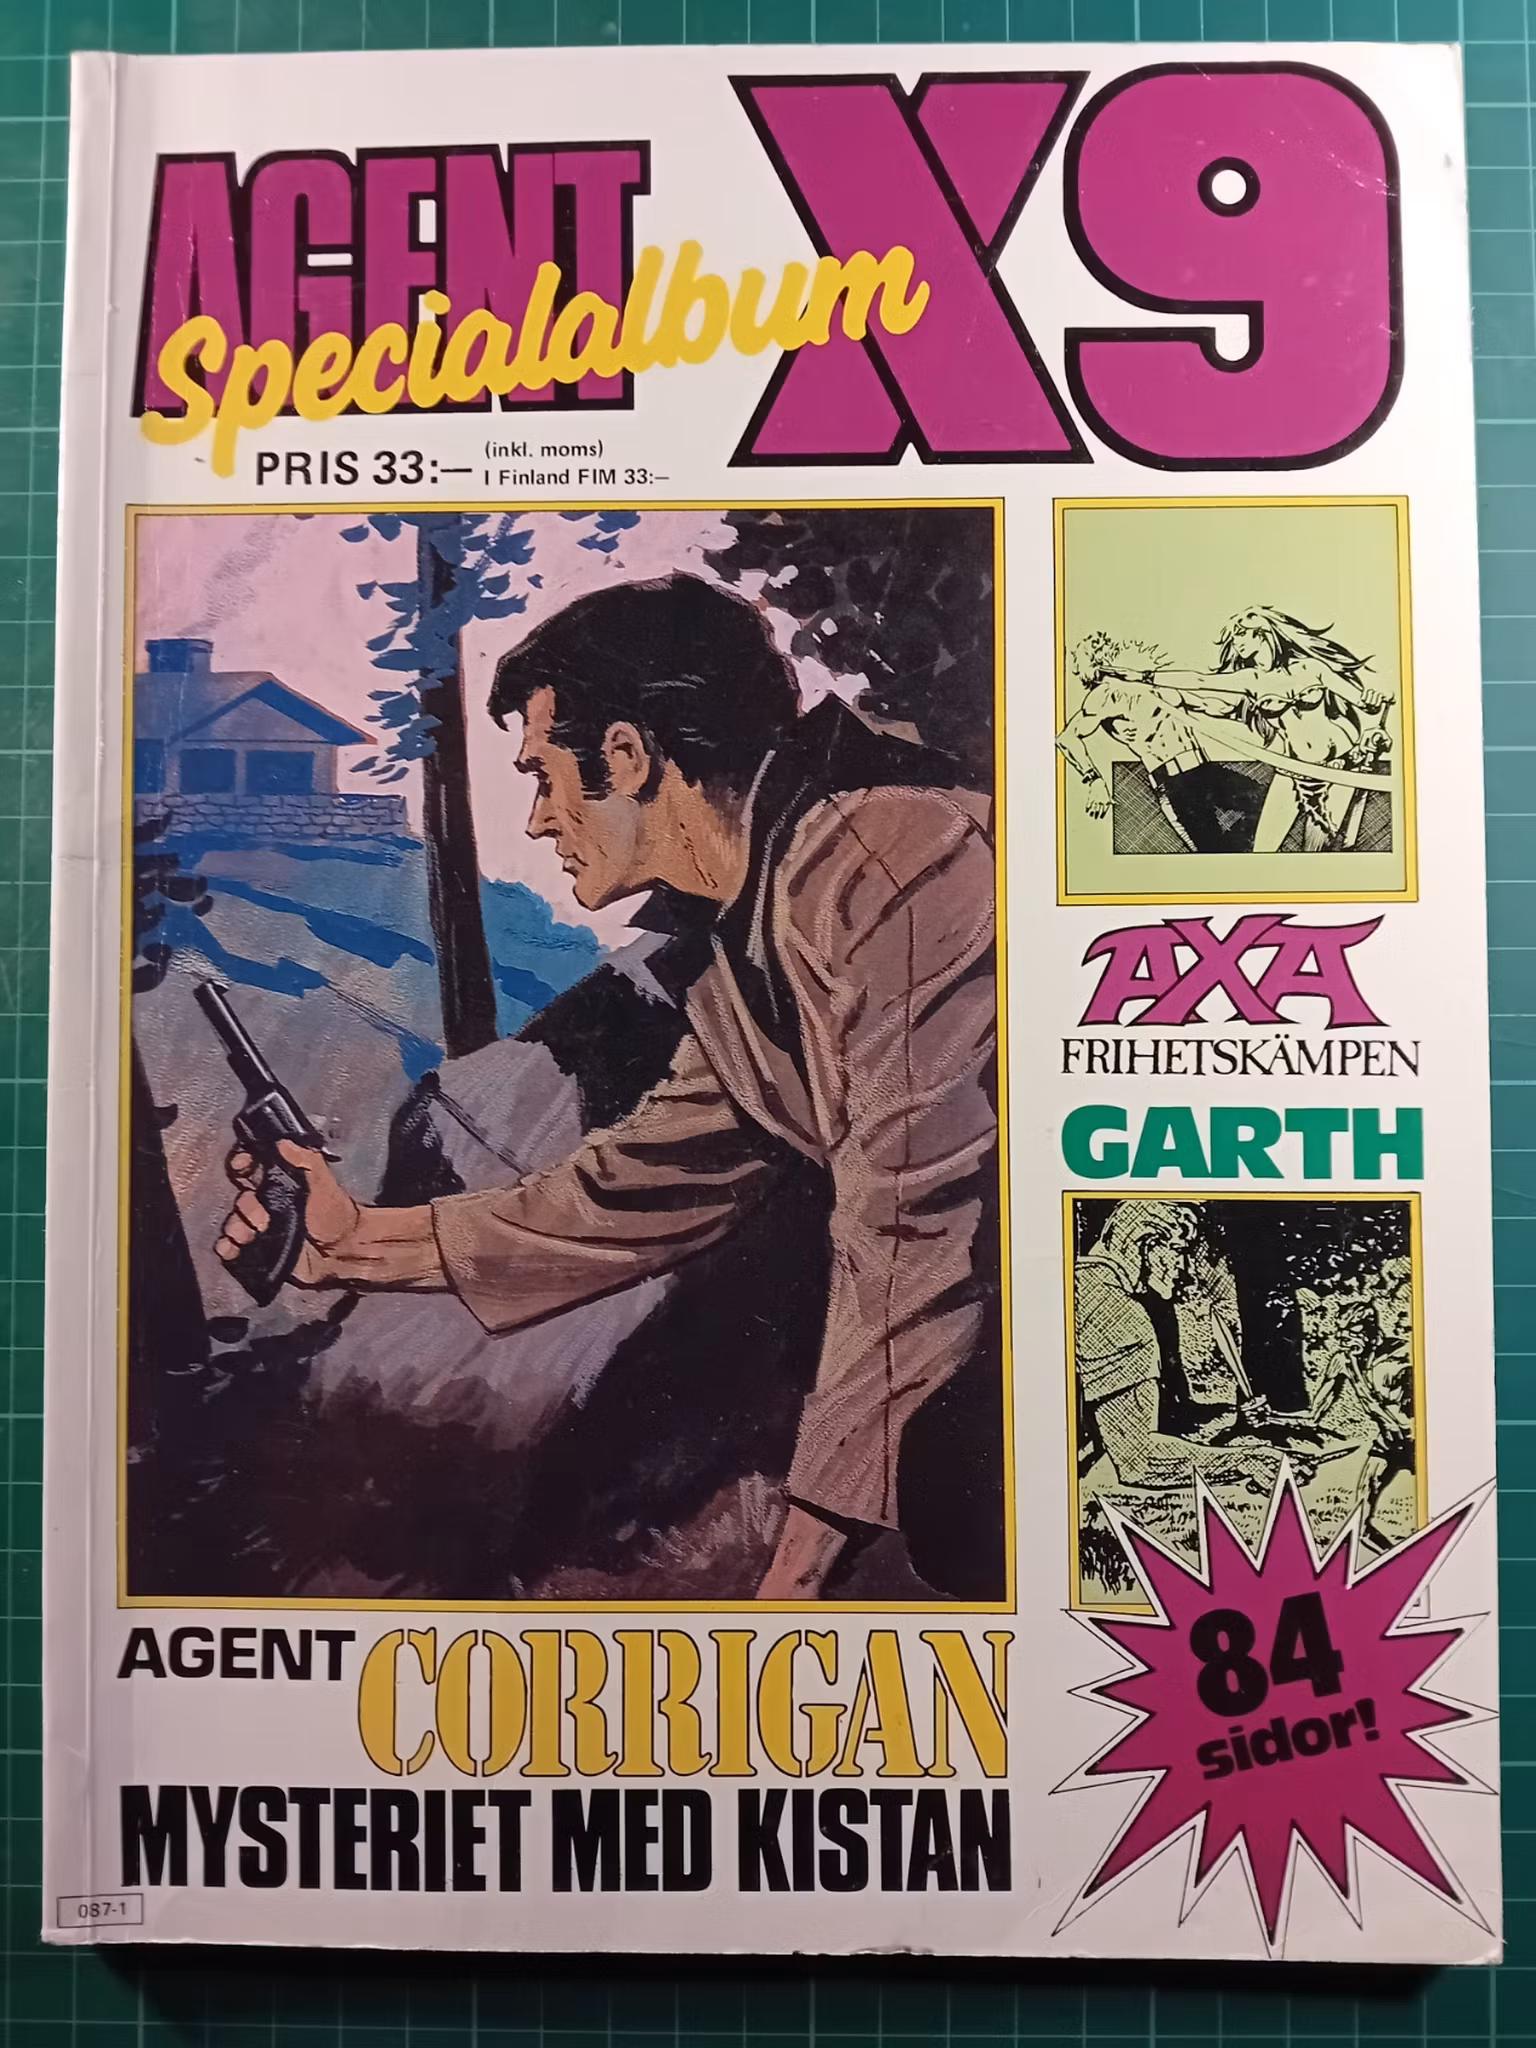 AGENT X9
Specialalbum
PRIS 33:— (inkl. moms)
I Finland FIM 33:—
AXA
FRIHETSKÄMPEN
GARTH
84
sidor!
AGENT CORRIGAN
MYSTERIET MED KISTAN
087-1